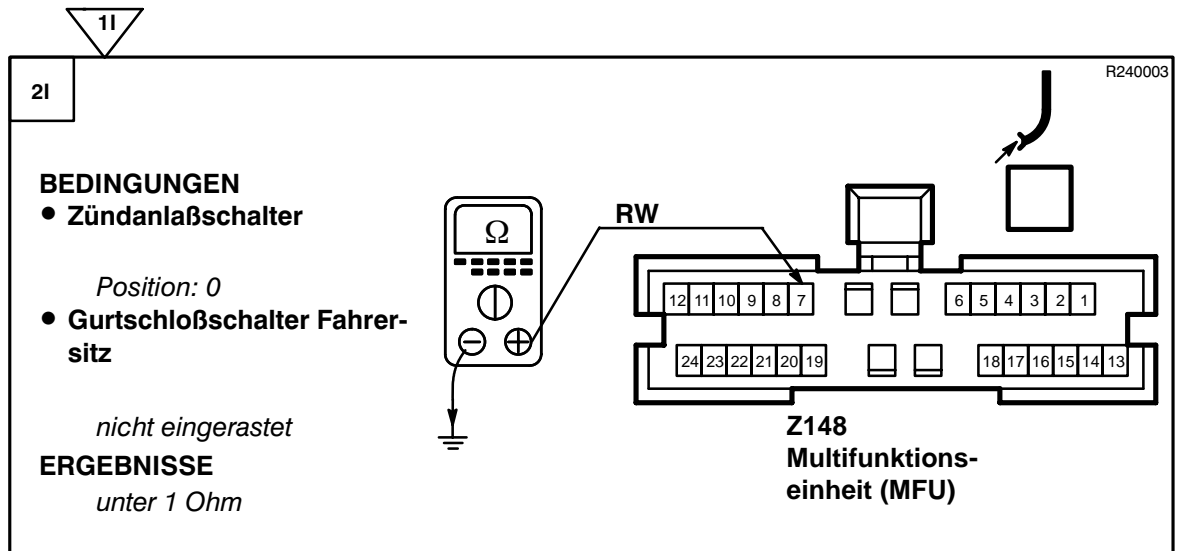 1I
2I
R240003
BEDINGUNGEN
● Zündanlaßschalter
Position: 0
● Gurtschloßschalter Fahrer-
sitz
nicht eingerastet
ERGEBNISSE
unter 1 Ohm
Ω
− +
RW
12 11 10 9 8 7 6 5 4 3 2 1
24 23 22 21 20 19 18 17 16 15 14 13
Z148
Multifunktions-
einheit (MFU)